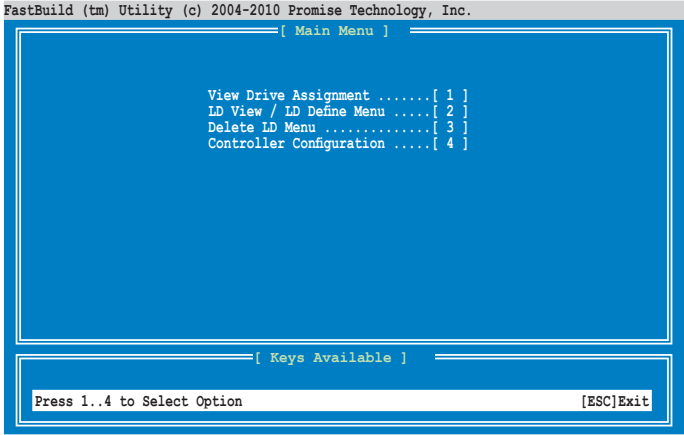 FastBuild (tm) Utility (c) 2004-2010 Promise Technology, Inc.
[ Main Menu ]
View Drive Assignment .......[ 1 ]
LD View / LD Define Menu .....[ 2 ]
Delete LD Menu ..............[ 3 ]
Controller Configuration .....[ 4 ]
[ Keys Available ]
Press 1..4 to Select Option [ESC]Exit